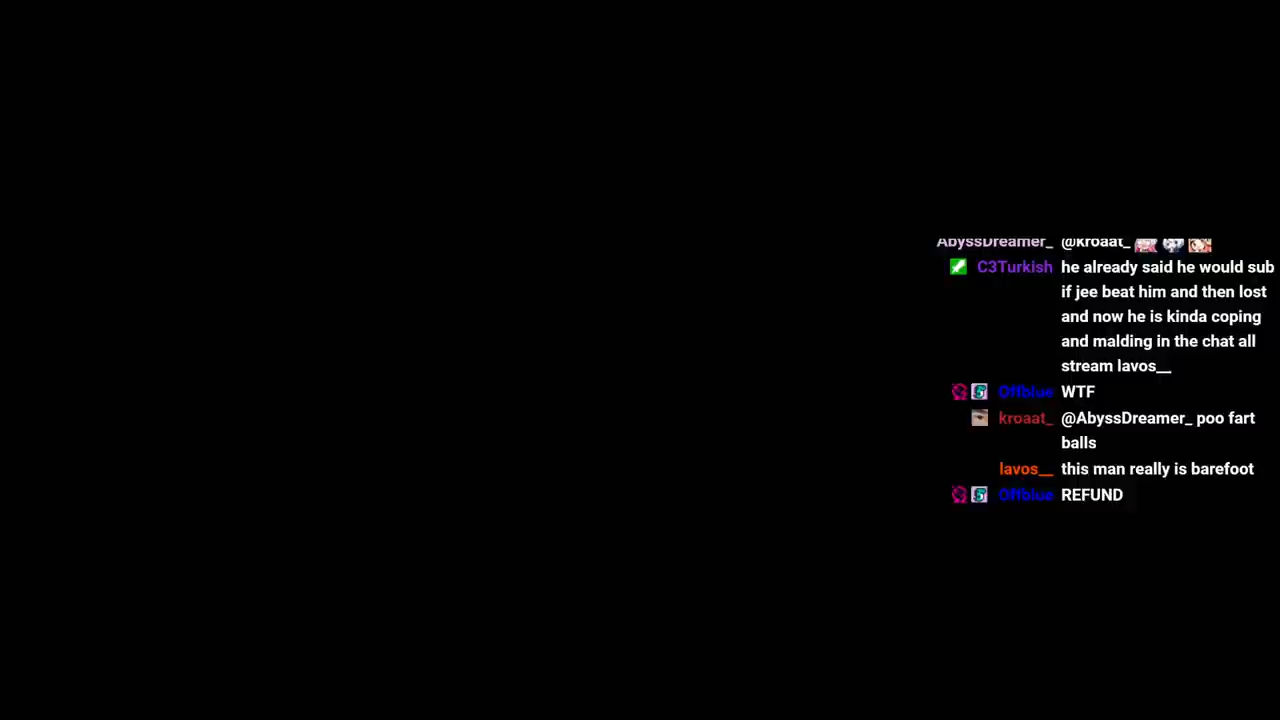 AbyssDreamer_ @kroaat_
C3Turkish he already said he would sub
if jee beat him and then lost
and now he is kinda coping
and malding in the chat all
stream lavos__
Offblue WTF
kroaat_ @AbyssDreamer_ poo fart
balls
lavos__ this man really is barefoot
Offblue REFUND